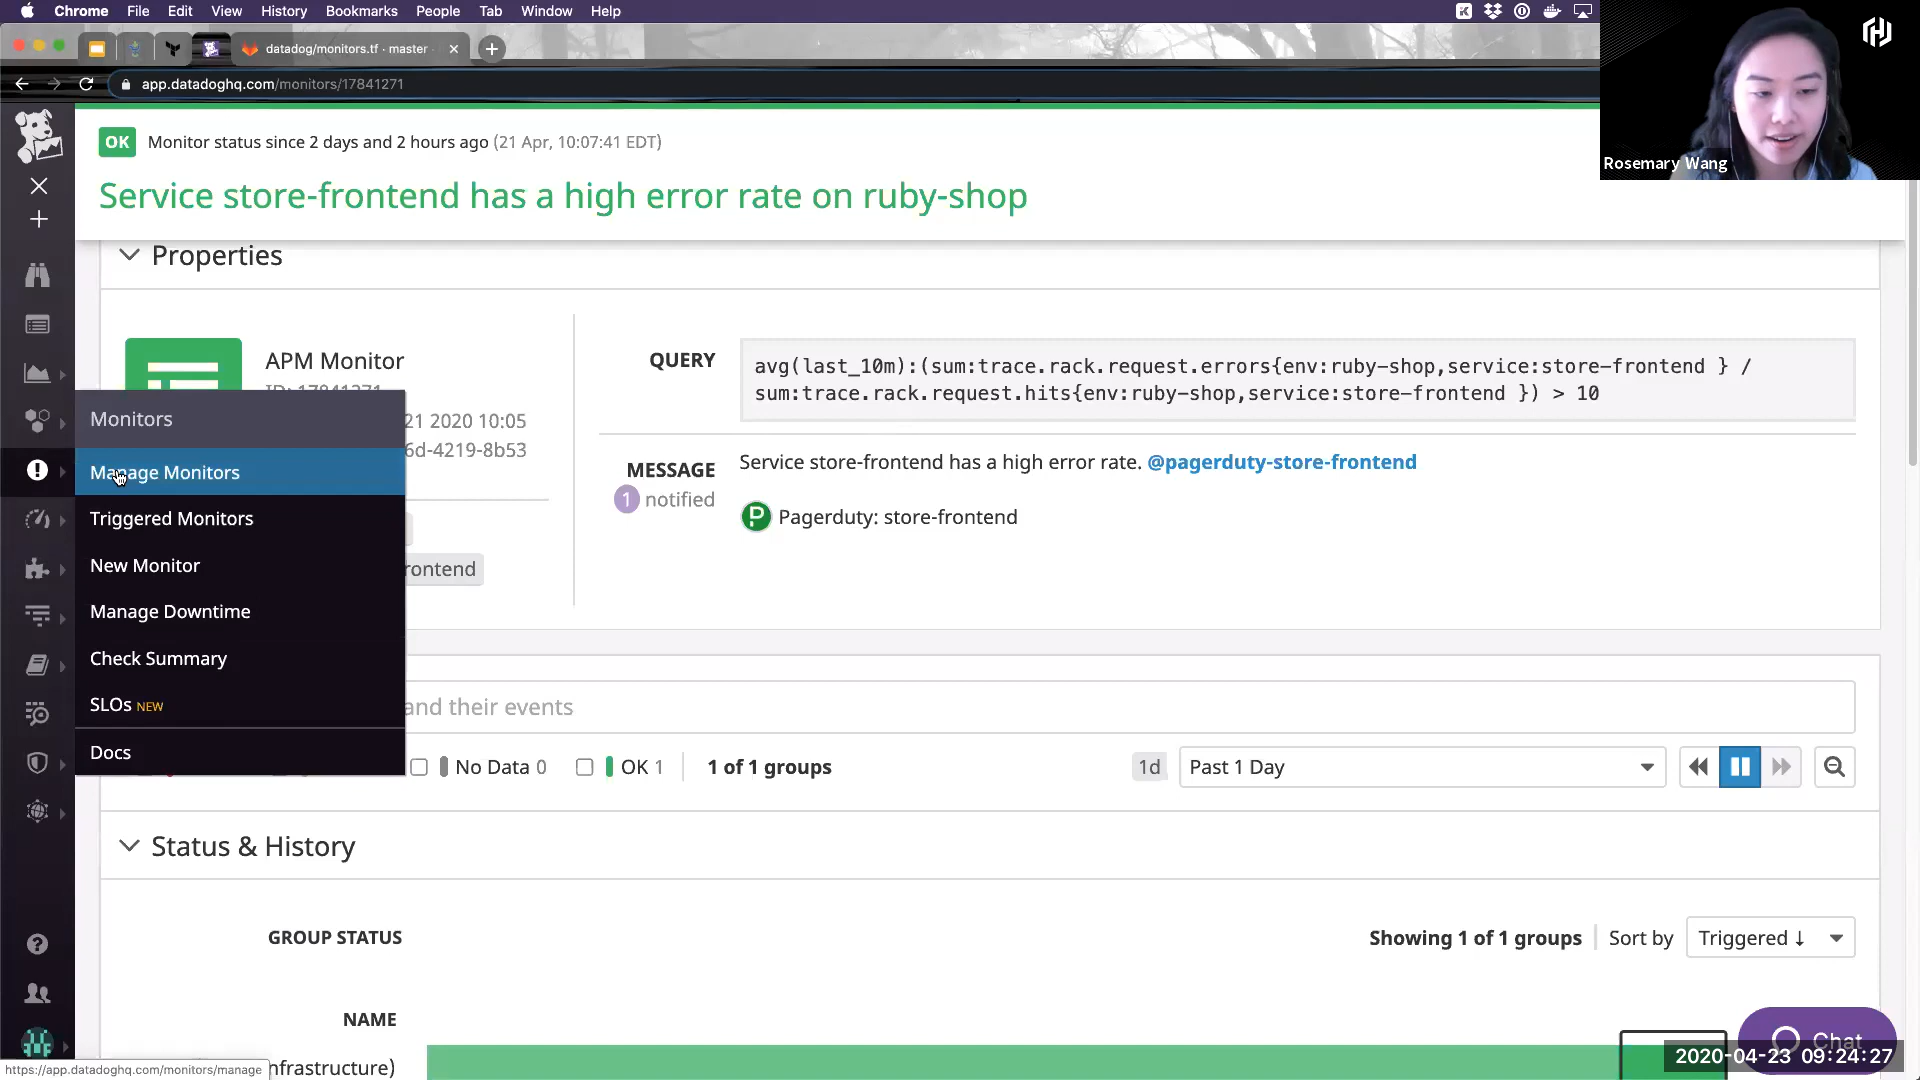 Chrome File Edit View History Bookmarks People Tab Window Help
datadog/monitors.tf - master
app.datadoghq.com/monitors/17841271
OK Monitor status since 2 days and 2 hours ago (21 Apr, 10:07:41 EDT)
Rosemary Wang
Service store-frontend has a high error rate on ruby-shop
Properties
APM Monitor
QUERY
avg(last_10m):(sum:trace.rack.request.errors{env:ruby-shop,service:store-frontend } /
sum:trace.rack.request.hits{env:ruby-shop,service:store-frontend }) > 10
21 2020 10:05
6d-4219-8b53
MESSAGE
1 notified
Service store-frontend has a high error rate. @pagerduty-store-frontend
Pagerduty: store-frontend
rontend
Monitors
Manage Monitors
Triggered Monitors
New Monitor
Manage Downtime
Check Summary
SLOs NEW
Docs
and their events
No Data 0 OK 1 1 of 1 groups 1d Past 1 Day
Status & History
GROUP STATUS
Showing 1 of 1 groups Sort by Triggered ↓
NAME
nfrastructure)
Chat
2020-04-23 09:24:27
https://app.datadoghq.com/monitors/manage